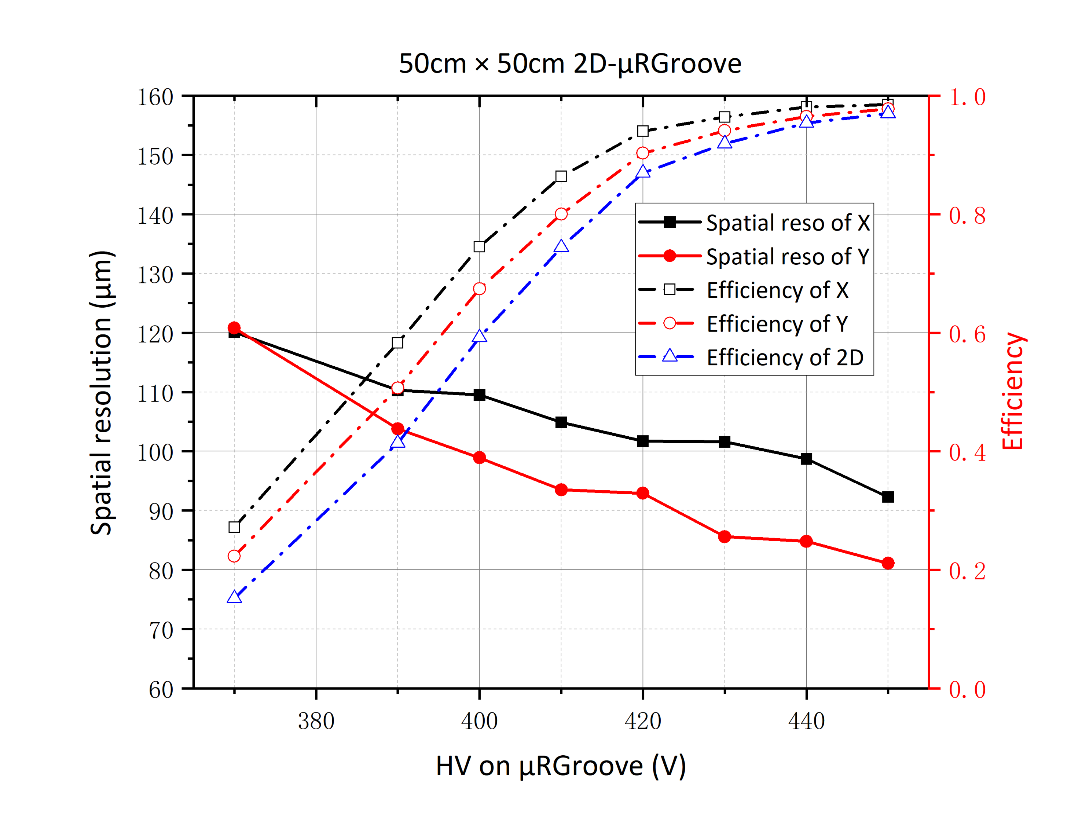 50cm × 50cm 2D-μRGroove
160
150
140
130
120
110
100
90
80
70
60
Spatial resolution (μm)
1.0
0.8
0.6
0.4
0.2
0.0
Efficiency
Spatial reso of X
Spatial reso of Y
Efficiency of X
Efficiency of Y
Efficiency of 2D
380 400 420 440
HV on μRGroove (V)